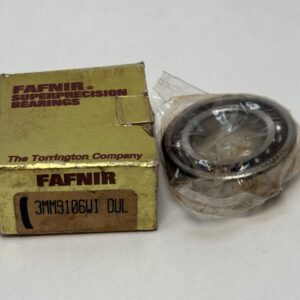 FAFNIR®
SUPERPRECISION
BEARINGS
The Torrington Company
FAFNIR
3MM9106WI DUL